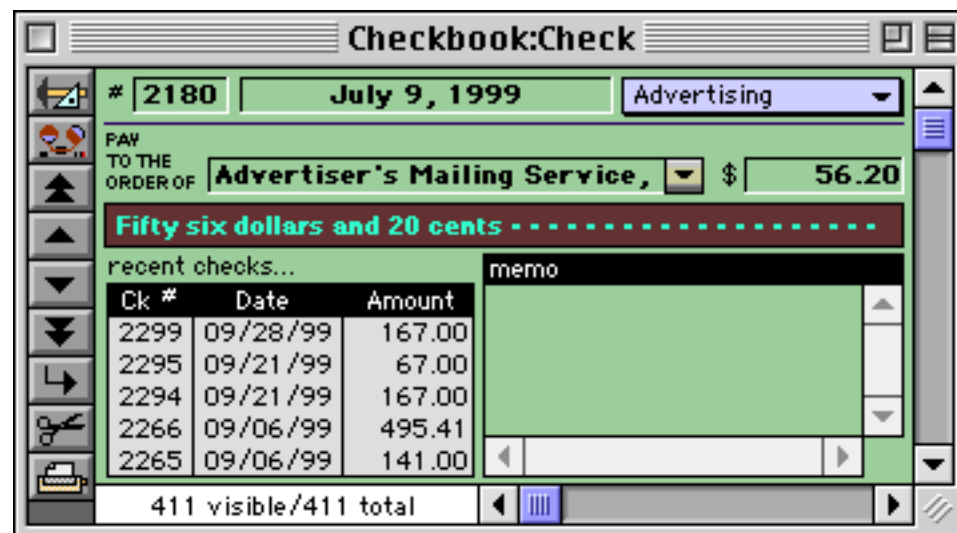 Checkbook:Check
# 2180 July 9, 1999 Advertising
PAY
TO THE
ORDER OF Advertiser's Mailing Service, $ 56.20
Fifty six dollars and 20 cents - - - - - - - - - - - - - - - - - - - -
recent checks... memo
Ck # Date Amount
2299 09/28/99 167.00
2295 09/21/99 67.00
2294 09/21/99 167.00
2266 09/06/99 495.41
2265 09/06/99 141.00
411 visible/411 total